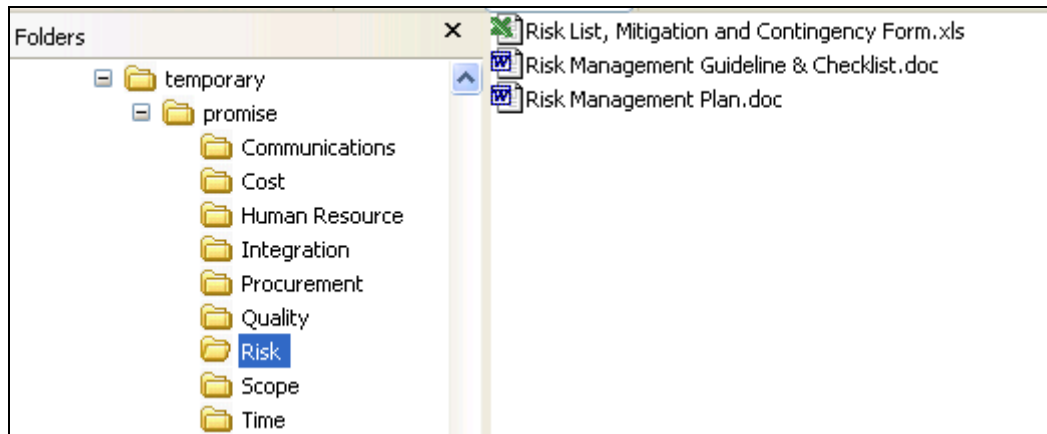 Folders
temporary
promise
Communications
Cost
Human Resource
Integration
Procurement
Quality
Risk
Scope
Time
Risk List, Mitigation and Contingency Form.xls
Risk Management Guideline & Checklist.doc
Risk Management Plan.doc